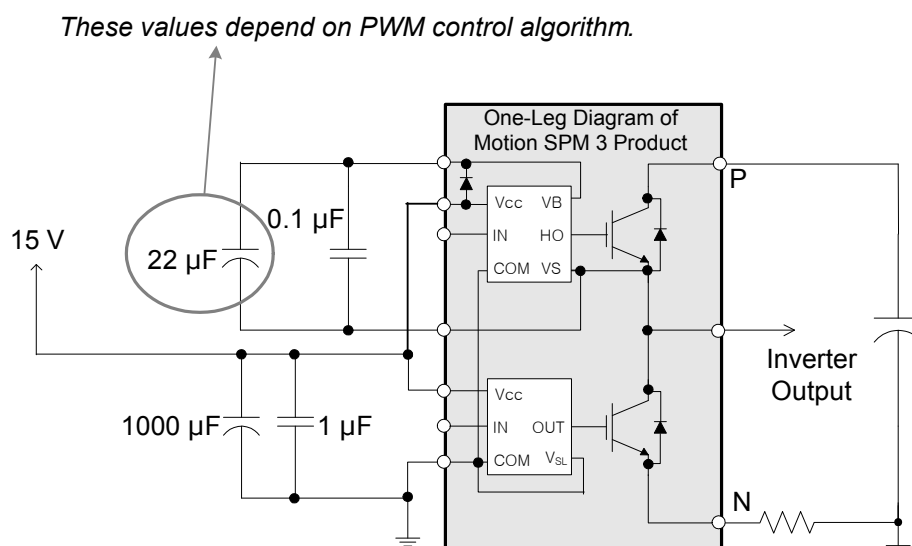 These values depend on PWM control algorithm.
One-Leg Diagram of
Motion SPM 3 Product
P
Vcc
VB
0.1 µF
15 V
22 µF
IN
HO
COM
VS
Inverter
Output
Vcc
1000 µF
1 µF
IN
OUT
COM
VSL
N